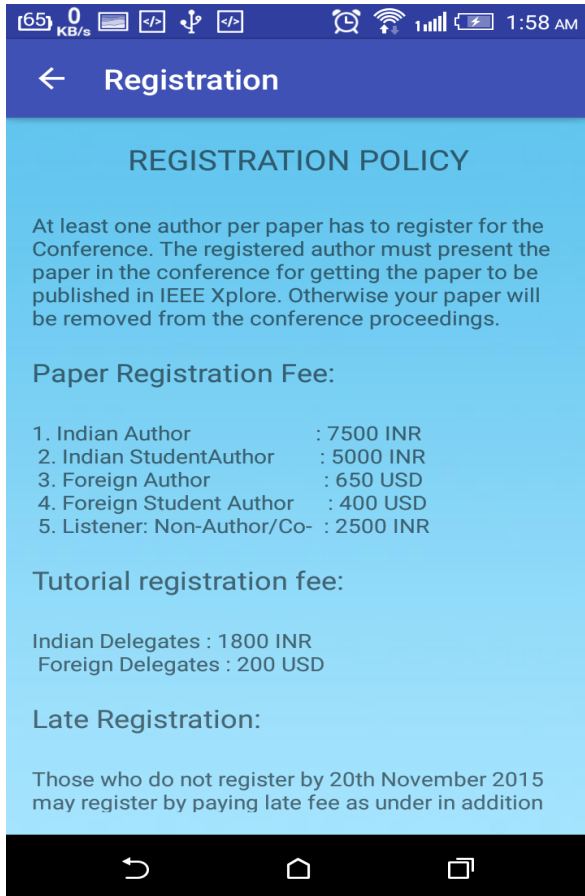 65 0 KB/s </> </> 1:58 AM
Registration
REGISTRATION POLICY
At least one author per paper has to register for the
Conference. The registered author must present the
paper in the conference for getting the paper to be
published in IEEE Xplore. Otherwise your paper will
be removed from the conference proceedings.
Paper Registration Fee:
1. Indian Author : 7500 INR
2. Indian StudentAuthor : 5000 INR
3. Foreign Author : 650 USD
4. Foreign Student Author : 400 USD
5. Listener: Non-Author/Co- : 2500 INR
Tutorial registration fee:
Indian Delegates : 1800 INR
Foreign Delegates : 200 USD
Late Registration:
Those who do not register by 20th November 2015
may register by paying late fee as under in addition